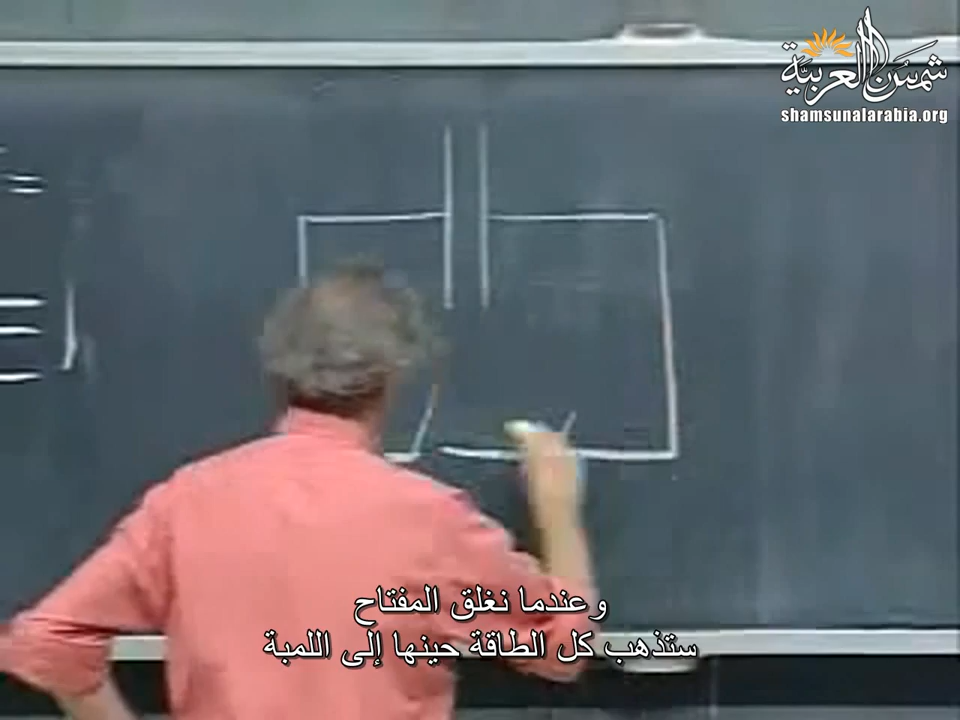 شمس العربية
shamsunalarabia.org
وعندما نغلق المفتاح
ستذهب كل الطاقة حينها إلى اللمبة